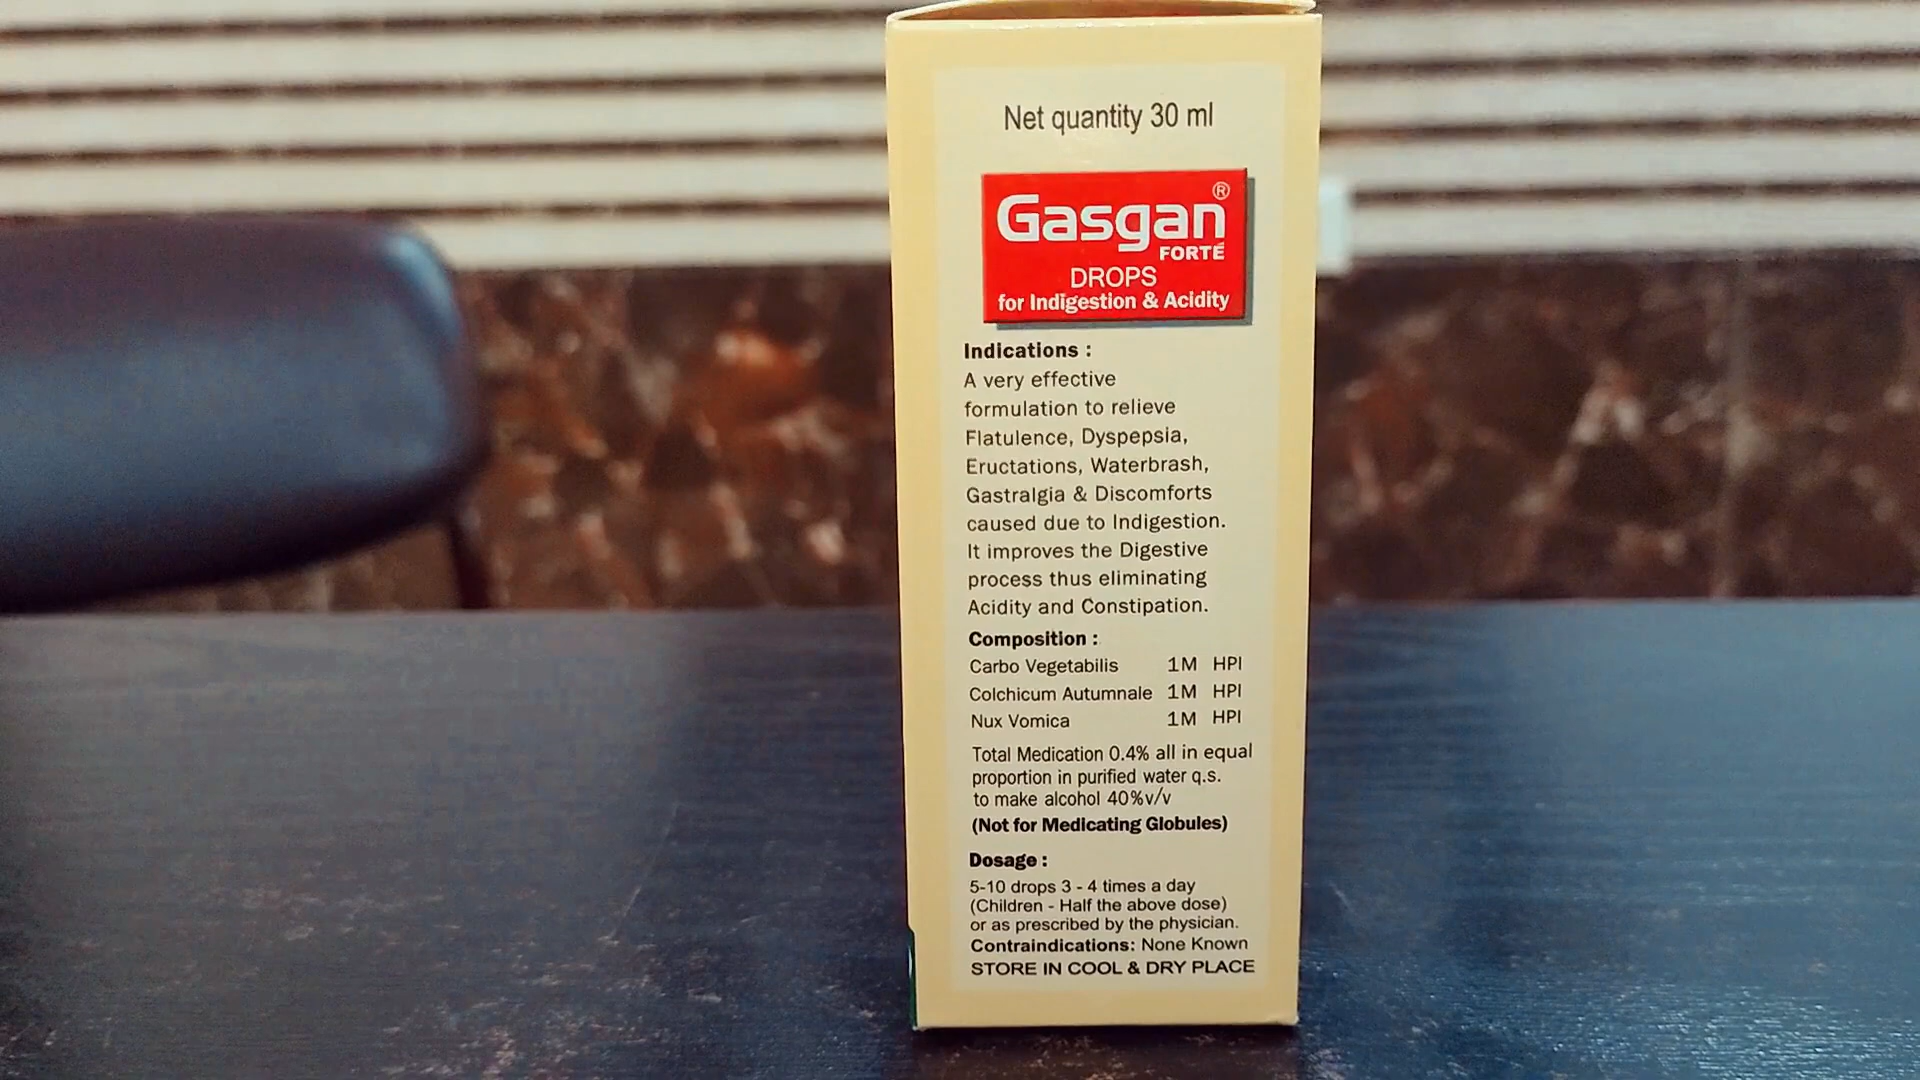 Net quantity 30 ml
Gasgan®
FORTE
DROPS
for Indigestion & Acidity
Indications :
A very effective
formulation to relieve
Flatulence, Dyspepsia,
Eructations, Waterbrash,
Gastralgia & Discomforts
caused due to Indigestion.
It improves the Digestive
process thus eliminating
Acidity and Constipation.
Composition :
Carbo Vegetabilis 1M HPI
Colchicum Autumnale 1M HPI
Nux Vomica 1M HPI
Total Medication 0.4% all in equal
proportion in purified water q.s.
to make alcohol 40%v/v
(Not for Medicating Globules)
Dosage :
5-10 drops 3 - 4 times a day
(Children - Half the above dose)
or as prescribed by the physician.
Contraindications: None Known
STORE IN COOL & DRY PLACE